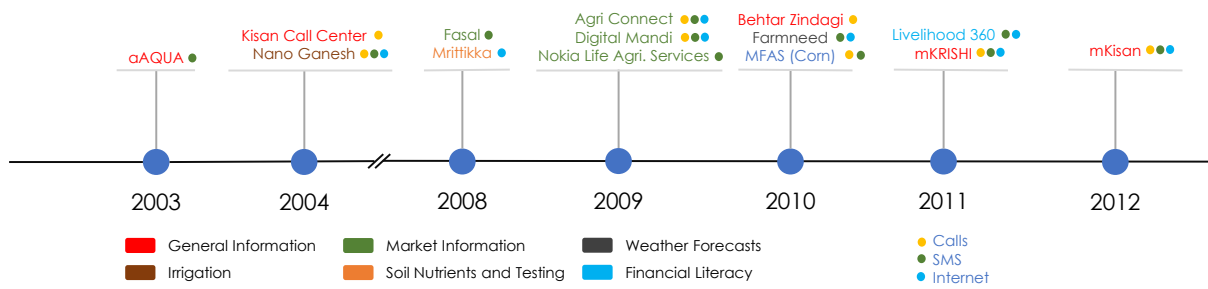 aAQUA
Kisan Call Center
Nano Ganesh
Fasal
Mrittikka
Agri Connect
Digital Mandi
Nokia Life Agri. Services
Behtar Zindagi
Farmneed
MFAS (Corn)
Livelihood 360
mKRISHI
mKisan
2003
2004
2008
2009
2010
2011
2012
General Information
Market Information
Weather Forecasts
Irrigation
Soil Nutrients and Testing
Financial Literacy
Calls
SMS
Internet